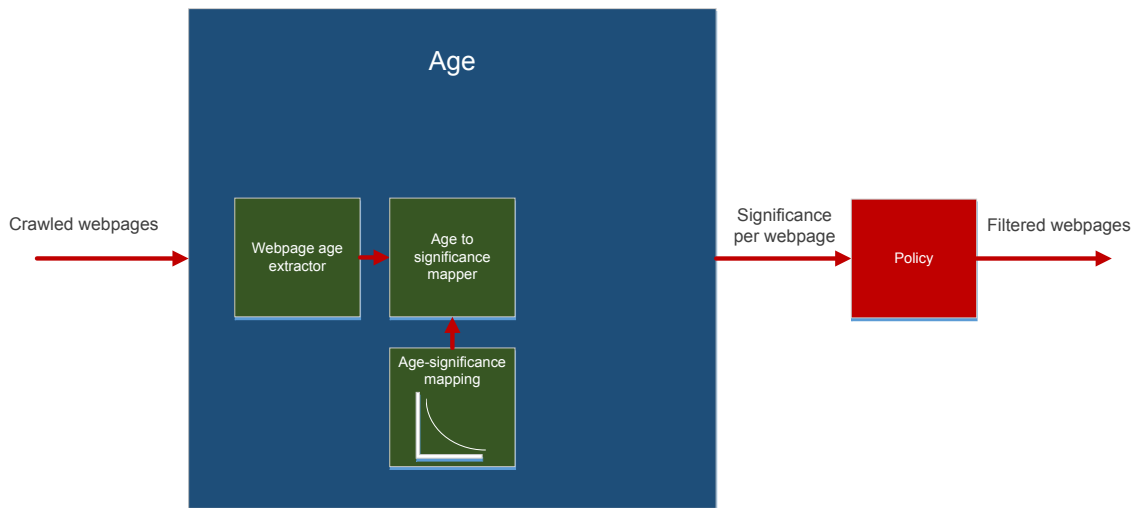 Age
Crawled webpages
Webpage age
extractor
Age to
significance
mapper
Age-significance
mapping
Significance
per webpage
Policy
Filtered webpages